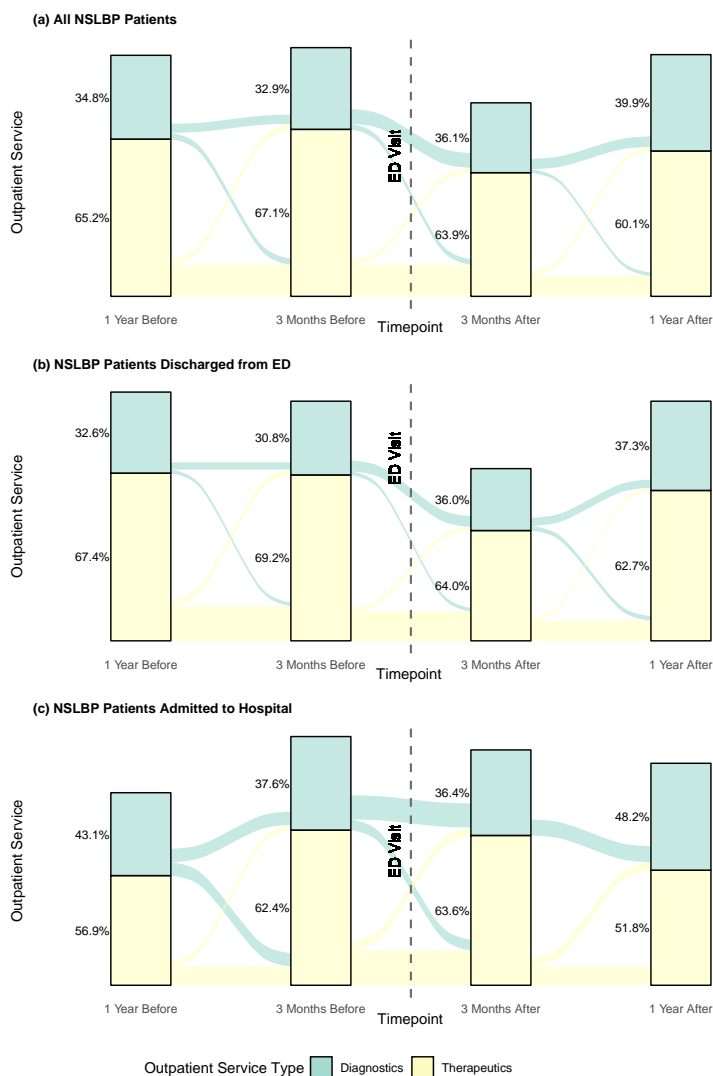 (a) All NSLBP Patients
Outpatient Service
34.8%
65.2%
32.9%
67.1%
ED Visit
36.1%
63.9%
39.9%
60.1%
1 Year Before
3 Months Before
3 Months After
1 Year After
Timepoint
(b) NSLBP Patients Discharged from ED
Outpatient Service
32.6%
67.4%
30.8%
69.2%
ED Visit
36.0%
64.0%
37.3%
62.7%
1 Year Before
3 Months Before
3 Months After
1 Year After
Timepoint
(c) NSLBP Patients Admitted to Hospital
Outpatient Service
43.1%
56.9%
37.6%
62.4%
ED Visit
36.4%
63.6%
48.2%
51.8%
1 Year Before
3 Months Before
3 Months After
1 Year After
Timepoint
Outpatient Service Type Diagnostics Therapeutics